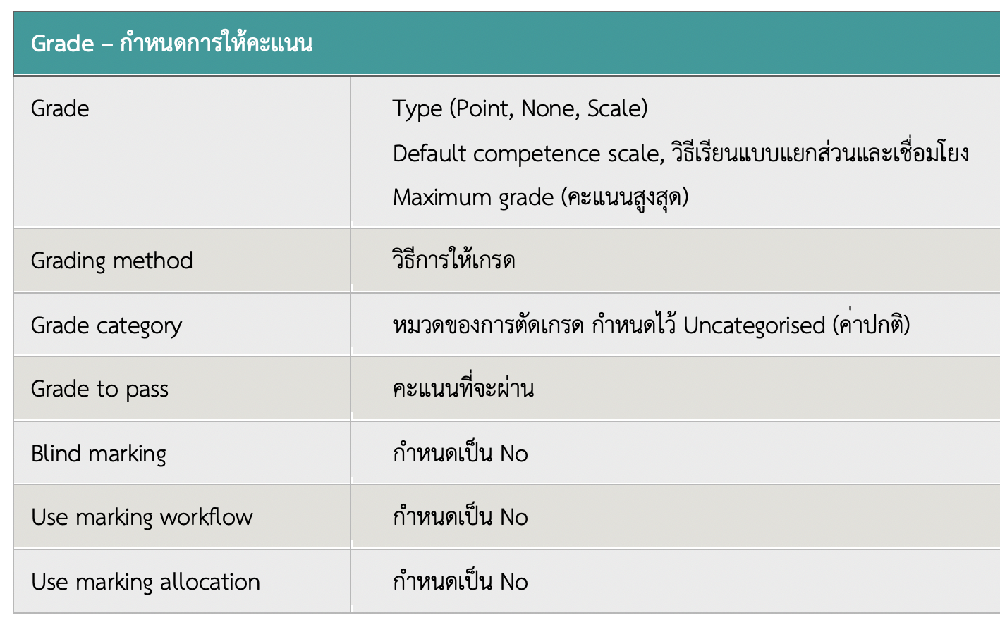 Grade – กำหนดการให้คะแนน
Grade
Type (Point, None, Scale)
Default competence scale, วิธีเรียนแบบแยกส่วนและเชื่อมโยง
Maximum grade (คะแนนสูงสุด)
Grading method
วิธีการให้เกรด
Grade category
หมวดของการตัดเกรด กำหนดไว้ Uncategorised (ค่าปกติ)
Grade to pass
คะแนนที่จะผ่าน
Blind marking
กำหนดเป็น No
Use marking workflow
กำหนดเป็น No
Use marking allocation
กำหนดเป็น No